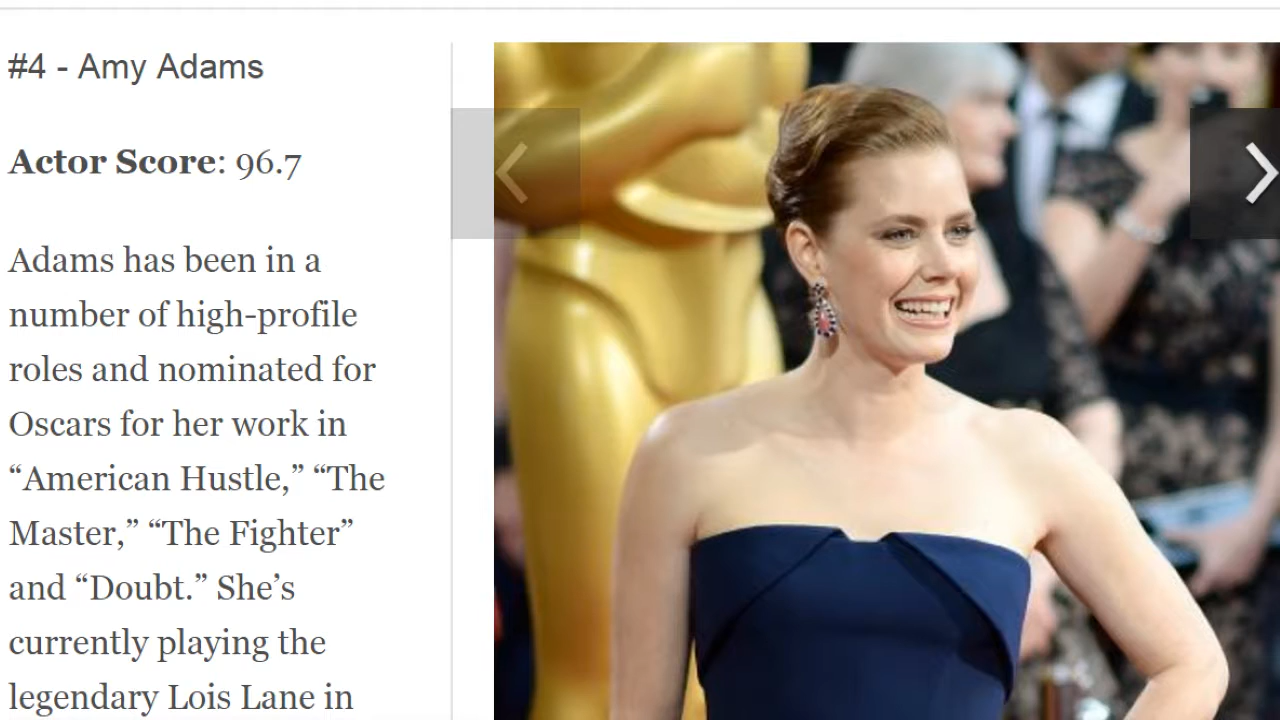 #4 - Amy Adams
Actor Score: 96.7
Adams has been in a
number of high-profile
roles and nominated for
Oscars for her work in
“American Hustle,” “The
Master,” “The Fighter”
and “Doubt.” She’s
currently playing the
legendary Lois Lane in